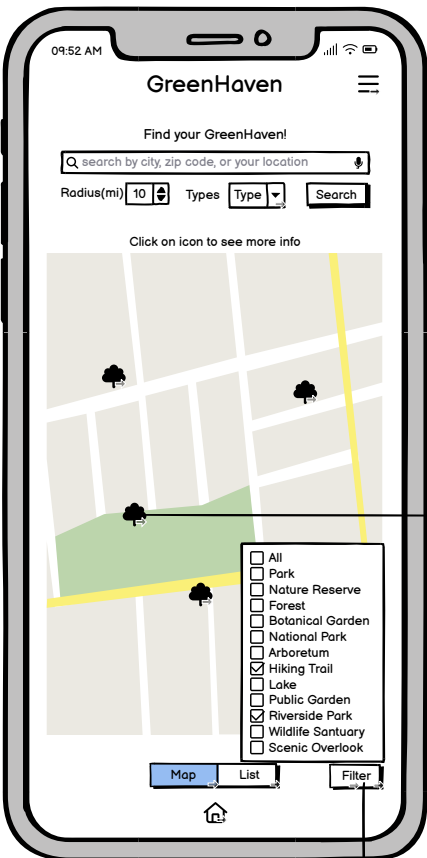 09:52 AM
GreenHaven
Find your GreenHaven!
search by city, zip code, or your location
Radius(mi) 10 Types Type Search
Click on icon to see more info
All
Park
Nature Reserve
Forest
Botanical Garden
National Park
Arboretum
Hiking Trail
Lake
Public Garden
Riverside Park
Wildlife Santuary
Scenic Overlook
Map List Filter